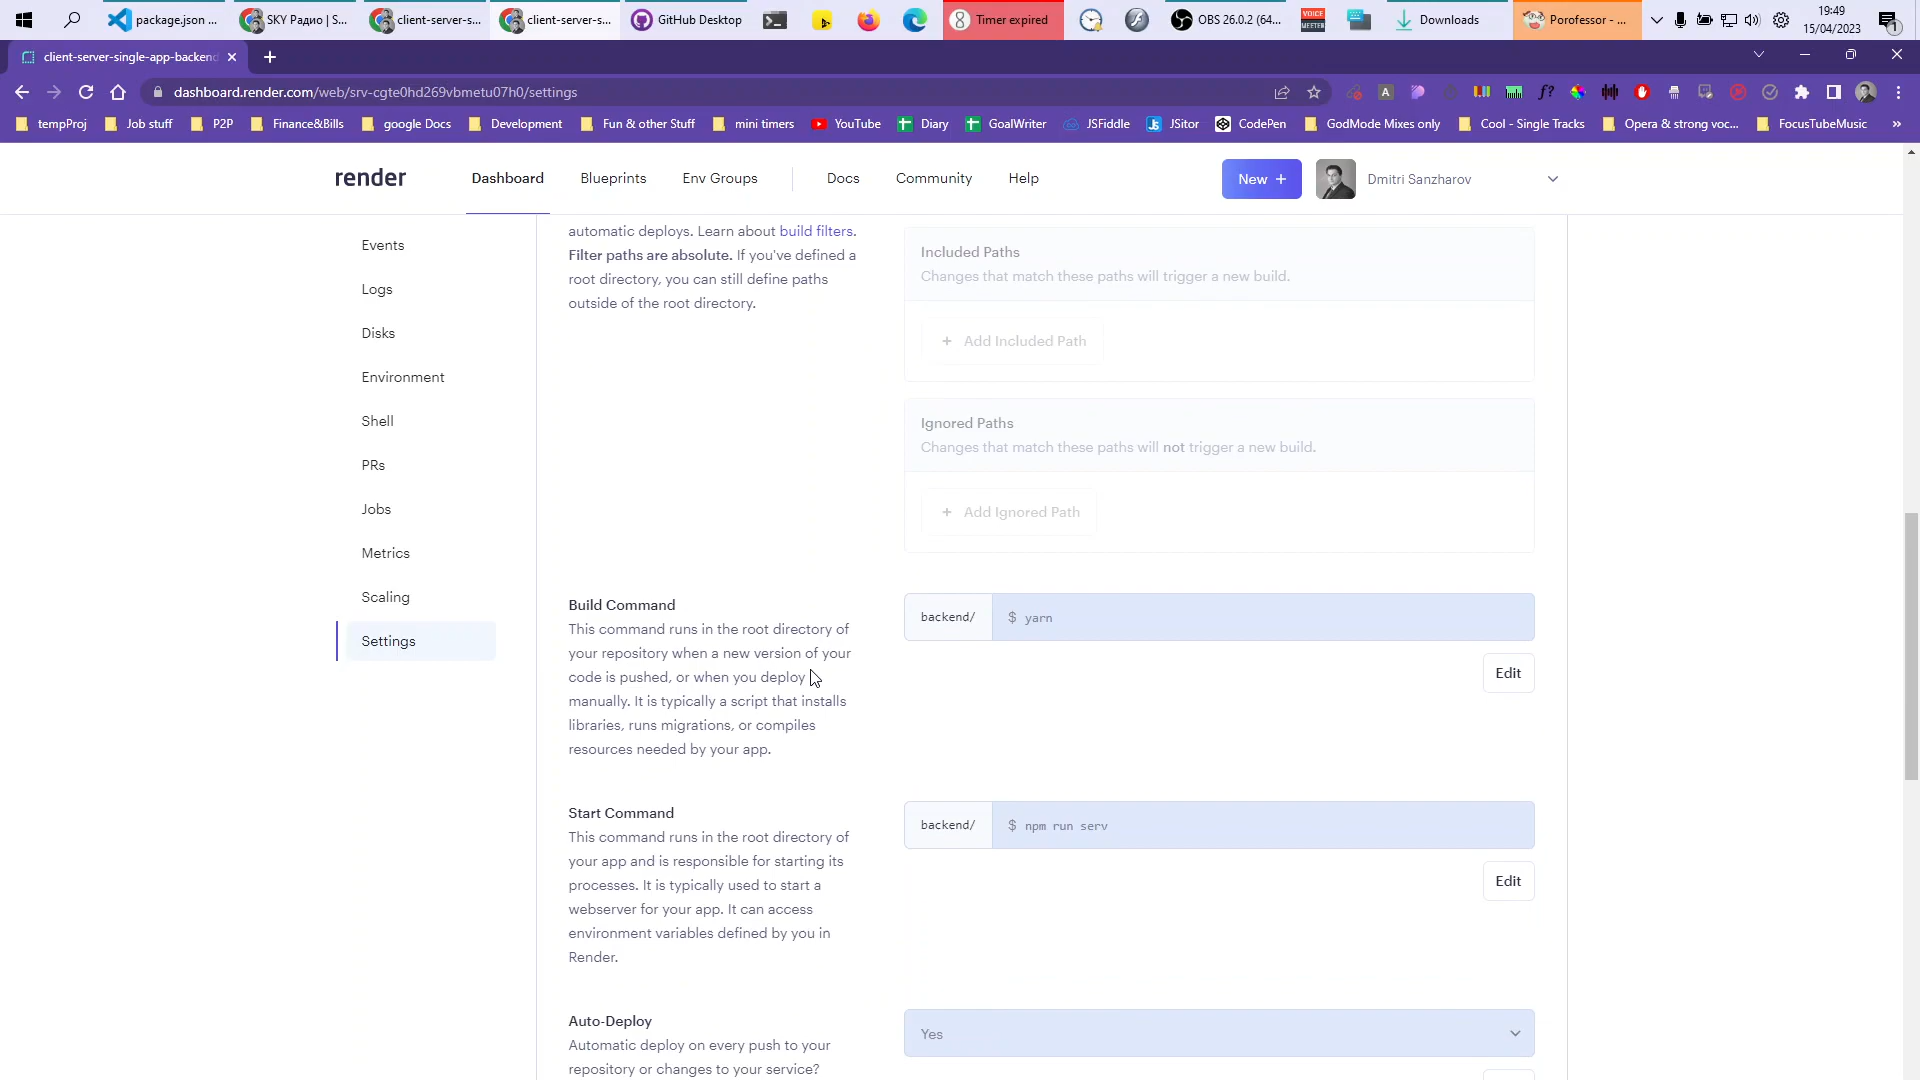 package.json ...
SKY Радио | S...
client-server-s...
client-server-s...
GitHub Desktop
8 Timer expired
OBS 26.0.2 (64...
VOICE
MEETER
Downloads
Porofessor - ...
19:49
15/04/2023
1
client-server-single-app-backend
dashboard.render.com/web/srv-cgte0hd269vbmetu07h0/settings
A
f?
tempProj
Job stuff
P2P
Finance&Bills
google Docs
Development
Fun & other Stuff
mini timers
YouTube
Diary
GoalWriter
JSFiddle
JSitor
CodePen
GodMode Mixes only
Cool - Single Tracks
Opera & strong voc...
FocusTubeMusic
»
render
Dashboard
Blueprints
Env Groups
Docs
Community
Help
New +
Dmitri Sanzharov
Events
Logs
Disks
Environment
Shell
PRs
Jobs
Metrics
Scaling
Settings
automatic deploys. Learn about build filters.
Filter paths are absolute. If you've defined a
root directory, you can still define paths
outside of the root directory.
Included Paths
Changes that match these paths will trigger a new build.
+ Add Included Path
Ignored Paths
Changes that match these paths will not trigger a new build.
+ Add Ignored Path
Build Command
This command runs in the root directory of
your repository when a new version of your
code is pushed, or when you deploy
manually. It is typically a script that installs
libraries, runs migrations, or compiles
resources needed by your app.
backend/ $ yarn
Edit
Start Command
This command runs in the root directory of
your app and is responsible for starting its
processes. It is typically used to start a
webserver for your app. It can access
environment variables defined by you in
Render.
backend/ $ npm run serv
Edit
Auto-Deploy
Automatic deploy on every push to your
repository or changes to your service?
Yes